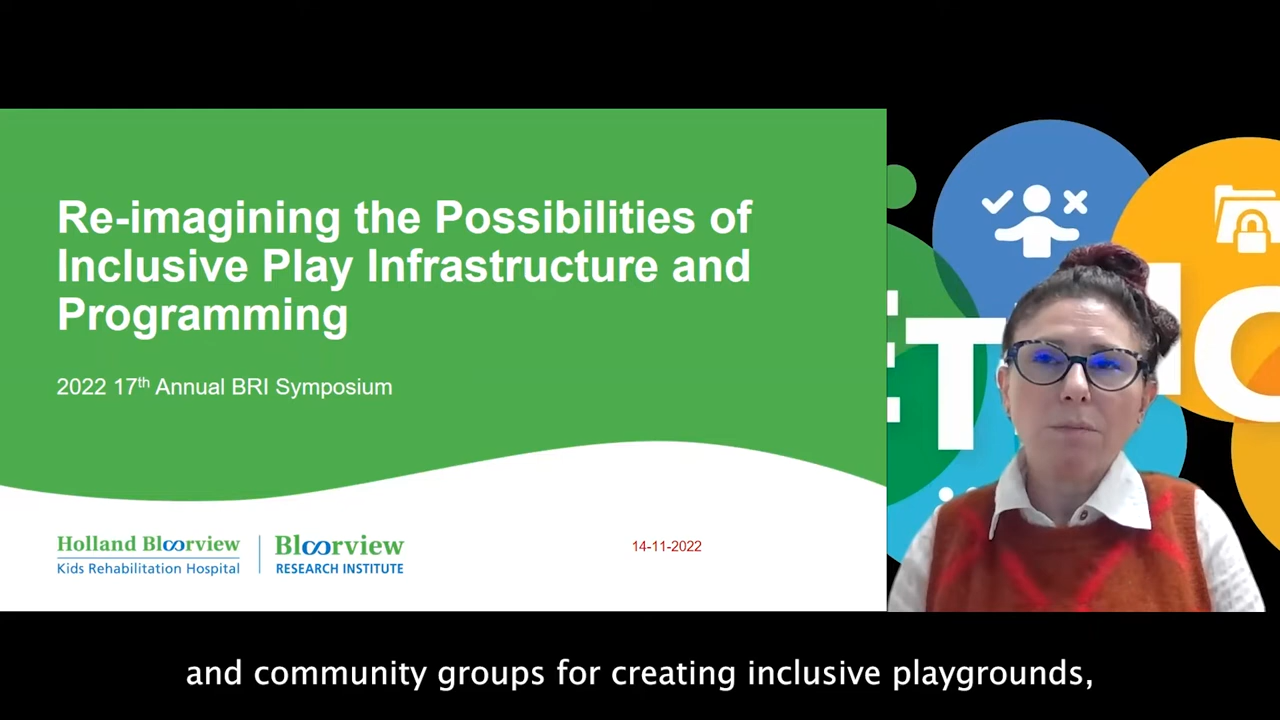 Re-imagining the Possibilities of
Inclusive Play Infrastructure and
Programming
2022 17th Annual BRI Symposium
Holland Bloorview
Kids Rehabilitation Hospital
Bloorview
RESEARCH INSTITUTE
14-11-2022
and community groups for creating inclusive playgrounds,